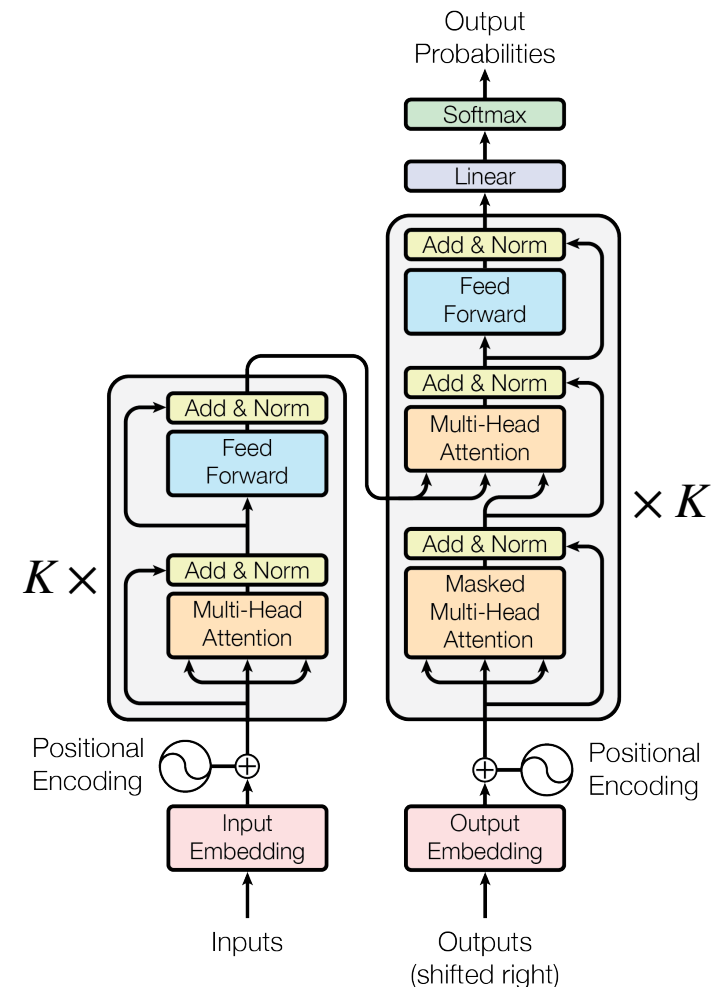 Output
Probabilities
Softmax
Linear
Add & Norm
Feed
Forward
Add & Norm
Multi-Head
Attention
Add & Norm
Masked
Multi-Head
Attention
× K
Add & Norm
Feed
Forward
Add & Norm
Multi-Head
Attention
K ×
Positional
Encoding
Positional
Encoding
Input
Embedding
Output
Embedding
Inputs
Outputs
(shifted right)